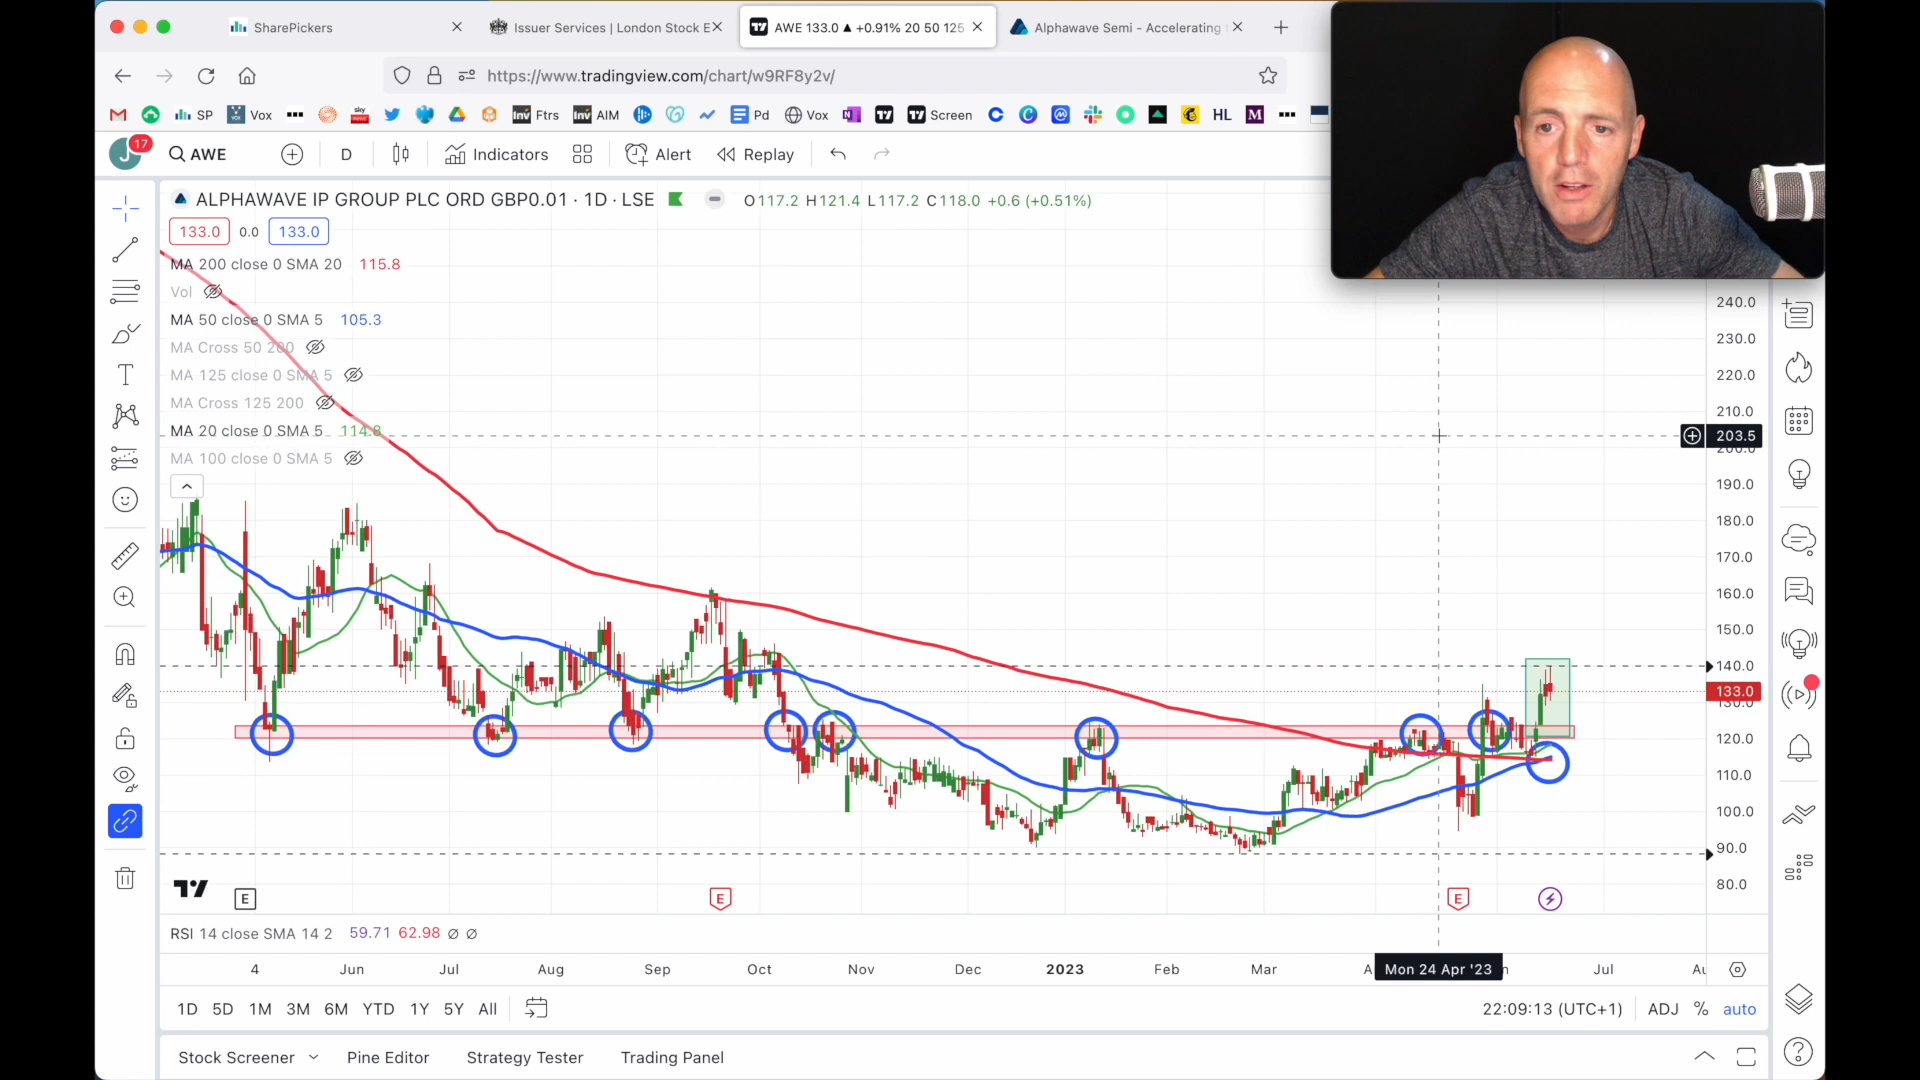 SharePickers
Issuer Services | London Stock E
AWE 133.0 ▲ +0.91% 20 50 125
Alphawave Semi - Accelerating
https://www.tradingview.com/chart/w9RF8y2v/
SP
Vox
sky
Inv Ftrs
Inv AIM
Pd
Vox
Screen
HL
M
J
17
AWE
D
Indicators
Alert
Replay
ALPHAWAVE IP GROUP PLC ORD GBP0.01 · 1D · LSE
O117.2 H121.4 L117.2 C118.0 +0.6 (+0.51%)
133.0 0.0 133.0
MA 200 close 0 SMA 20 115.8
Vol
MA 50 close 0 SMA 5 105.3
MA Cross 50 200
MA 125 close 0 SMA 5
MA Cross 125 200
MA 20 close 0 SMA 5 114.8
MA 100 close 0 SMA 5
240.0
230.0
220.0
210.0
203.5
200.0
190.0
180.0
170.0
160.0
150.0
140.0
133.0
130.0
120.0
110.0
100.0
90.0
80.0
E
E
E
RSI 14 close SMA 14 2 59.71 62.98 ∅ ∅
4 Jun Jul Aug Sep Oct Nov Dec 2023 Feb Mar A Mon 24 Apr '23 n Jul Au
1D 5D 1M 3M 6M YTD 1Y 5Y All
22:09:13 (UTC+1) ADJ % auto
Stock Screener Pine Editor Strategy Tester Trading Panel